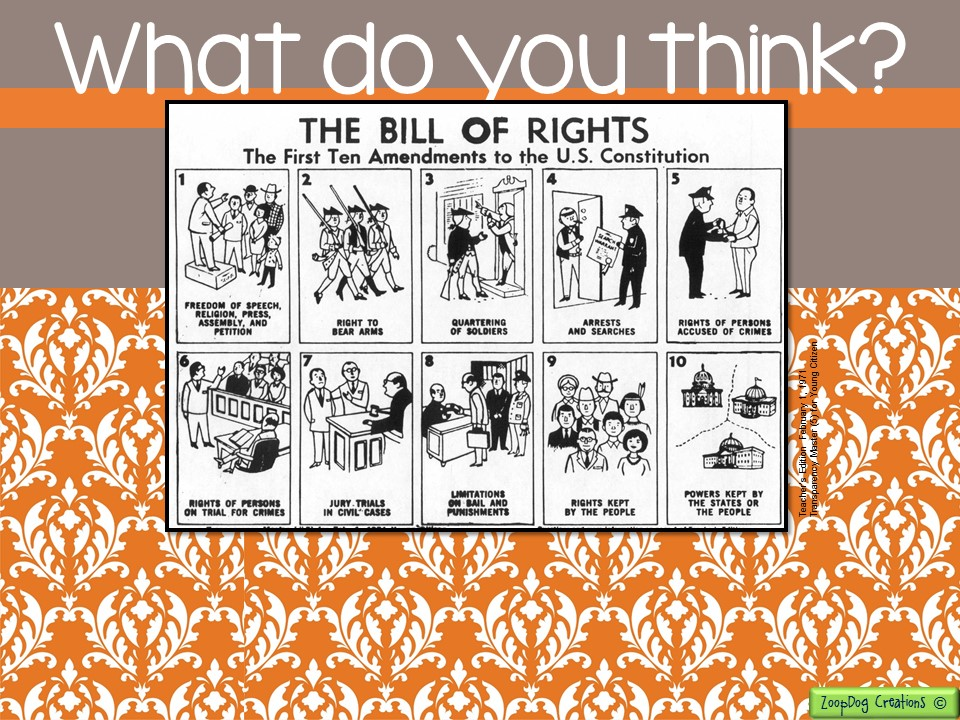 What do you think?
THE BILL OF RIGHTS
The First Ten Amendments to the U.S. Constitution
1
FREEDOM OF SPEECH,
RELIGION, PRESS,
ASSEMBLY, AND
PETITION
2
RIGHT TO
BEAR ARMS
3
QUARTERING
OF SOLDIERS
4
SEARCH
WARRANT
ARRESTS
AND SEARCHES
5
RIGHTS OF PERSONS
ACCUSED OF CRIMES
6
RIGHTS OF PERSONS
ON TRIAL FOR CRIMES
7
JURY TRIALS
IN CIVIL CASES
8
LIMITATIONS
ON BAIL AND
PUNISHMENTS
9
RIGHTS KEPT
BY THE PEOPLE
10
POWERS KEPT BY
THE STATES OR
THE PEOPLE
Teacher's Edition February 1, 1971
Transparency Master (6) for Young Citizen
ZoopDog Creations ©